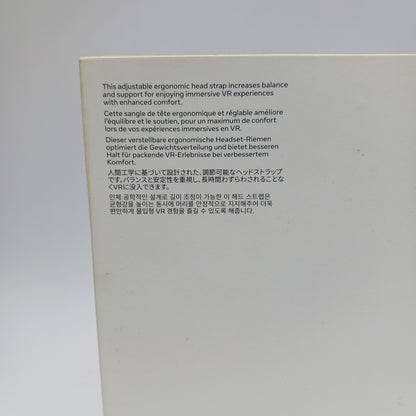 This adjustable ergonomic head strap increases balance
and support for enjoying immersive VR experiences
with enhanced comfort.
Cette sangle de tête ergonomique et réglable améliore
l'équilibre et le soutien, pour un maximum de confort
lors de vos expériences immersives en VR.
Dieser verstellbare ergonomische Headset-Riemen
optimiert die Gewichtsverteilung und bietet besseren
Halt für packende VR-Erlebnisse bei verbessertem
Komfort.
人間工学に基づいて設計された、調節可能なヘッドストラップ
です。バランスと安定性を重視し、長時間わずらわされることな
くVRに没入できます。
인체 공학적인 설계로 길이 조정이 가능한 이 헤드 스트랩은
균형감을 높이는 동시에 머리를 안정적으로 지지해주어 더욱
편안하게 몰입형 VR 경험을 즐길 수 있도록 해줍니다.